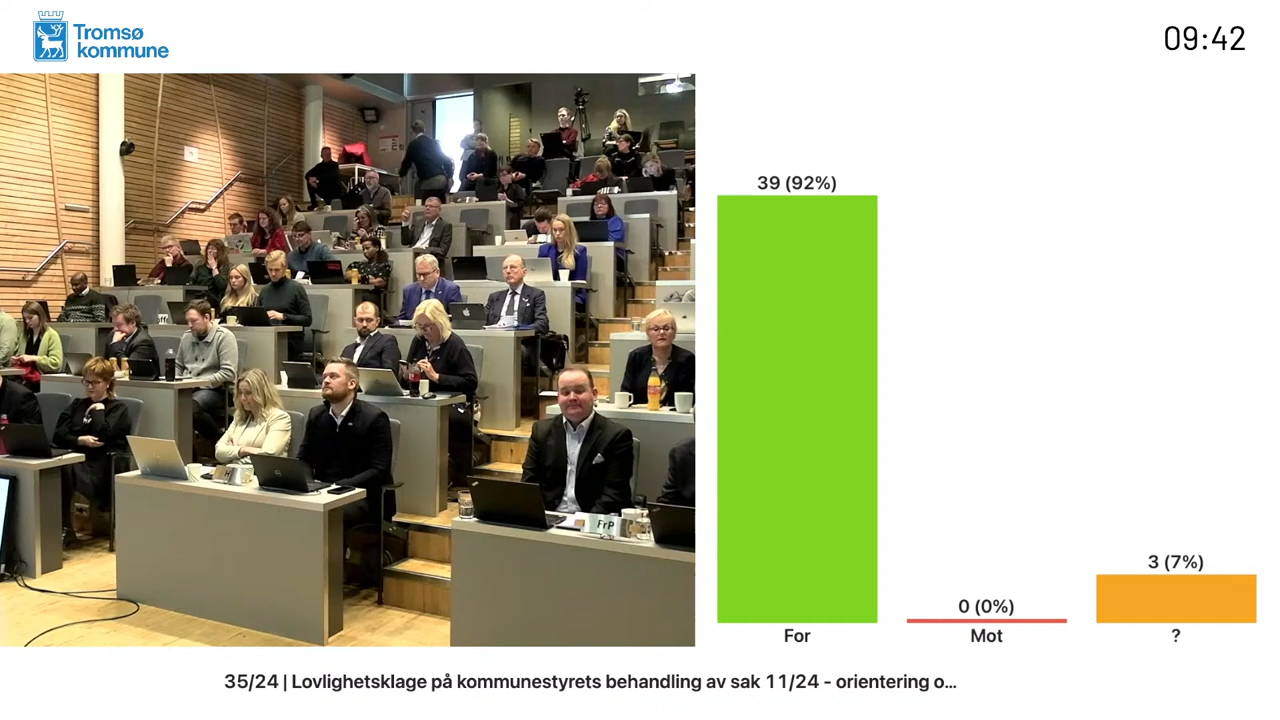 Tromsø
kommune
09:42
39 (92%)
0 (0%)
3 (7%)
For
Mot
?
H
FrP
35/24 | Lovlighetsklage på kommunestyrets behandling av sak 11/24 - orientering o...